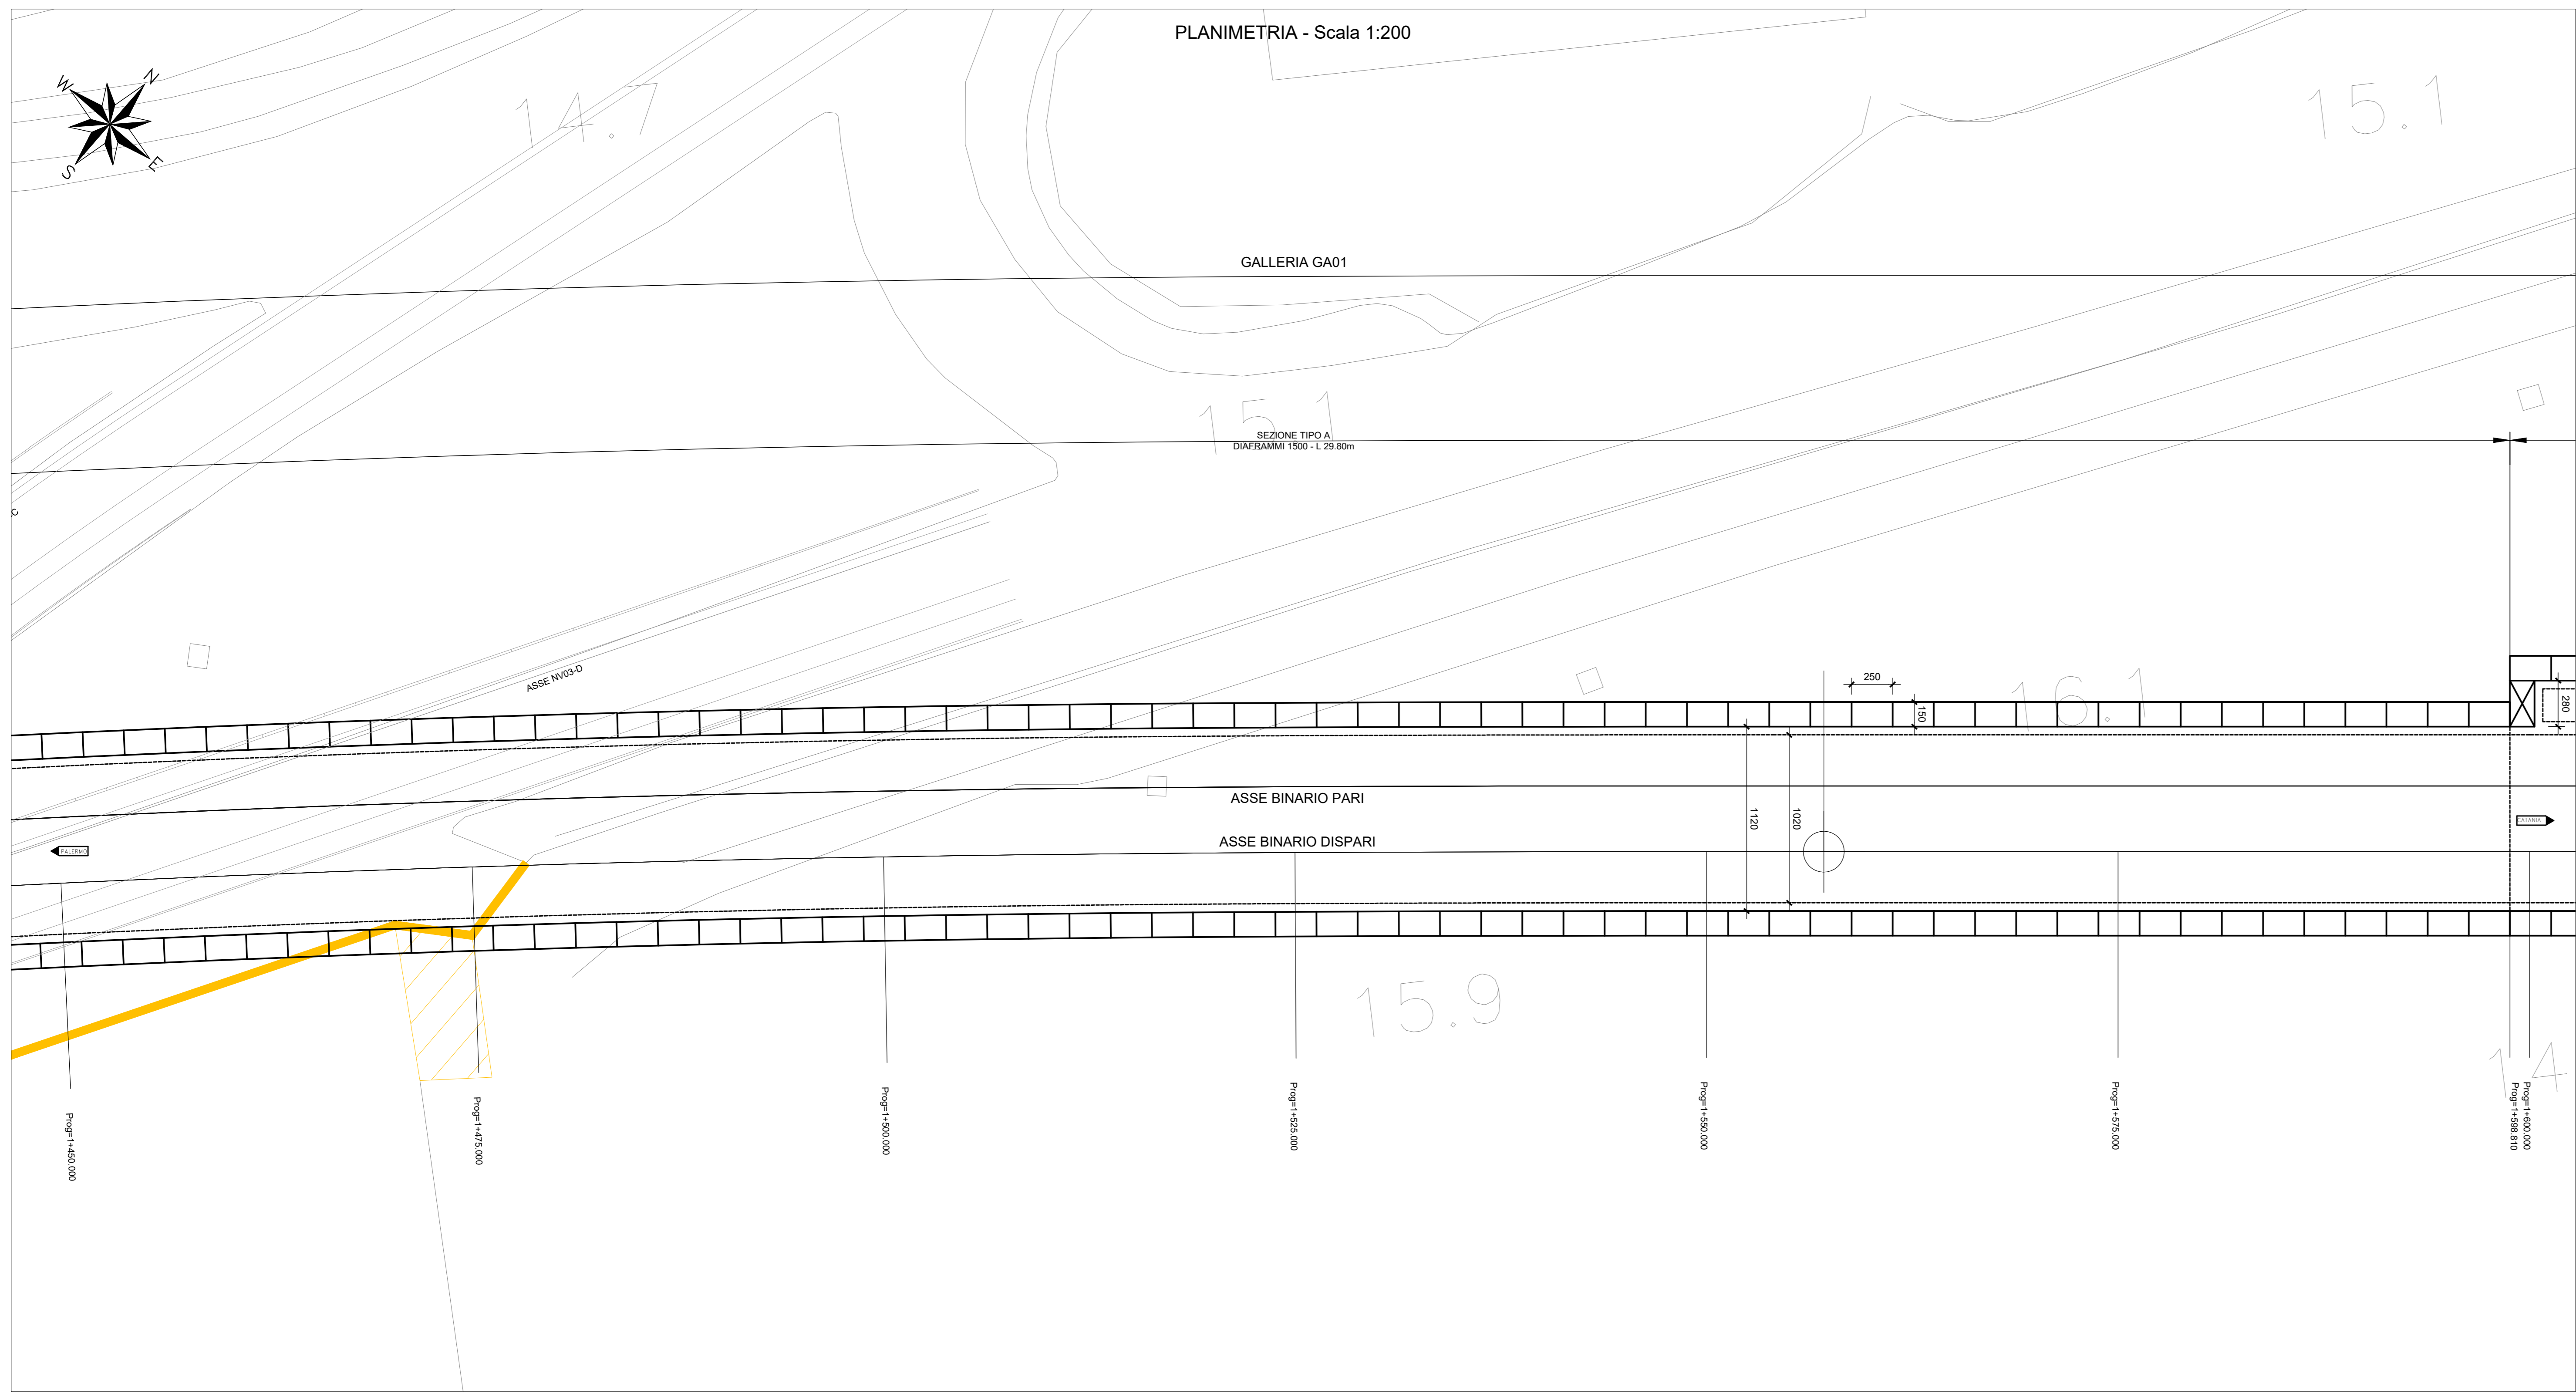 PLANIMETRIA - Scala 1:200
W
N
S
E
14.7
15.1
GALLERIA GA01
15.1
SEZIONE TIPO A
DIAFRAMMI 1500 - L 29.80m
ASSE NV03-D
250
150
16.1
280
ASSE BINARIO PARI
1120
1020
CATANIA
ASSE BINARIO DISPARI
PALERMO
15.9
14
Prog=1+450.000
Prog=1+475.000
Prog=1+500.000
Prog=1+525.000
Prog=1+550.000
Prog=1+575.000
Prog=1+598.810
Prog=1+600.000